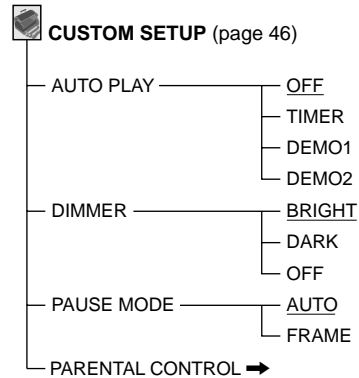 CUSTOM SETUP (page 46)
AUTO PLAY OFF
TIMER
DEMO1
DEMO2
DIMMER BRIGHT
DARK
OFF
PAUSE MODE AUTO
FRAME
PARENTAL CONTROL ➡